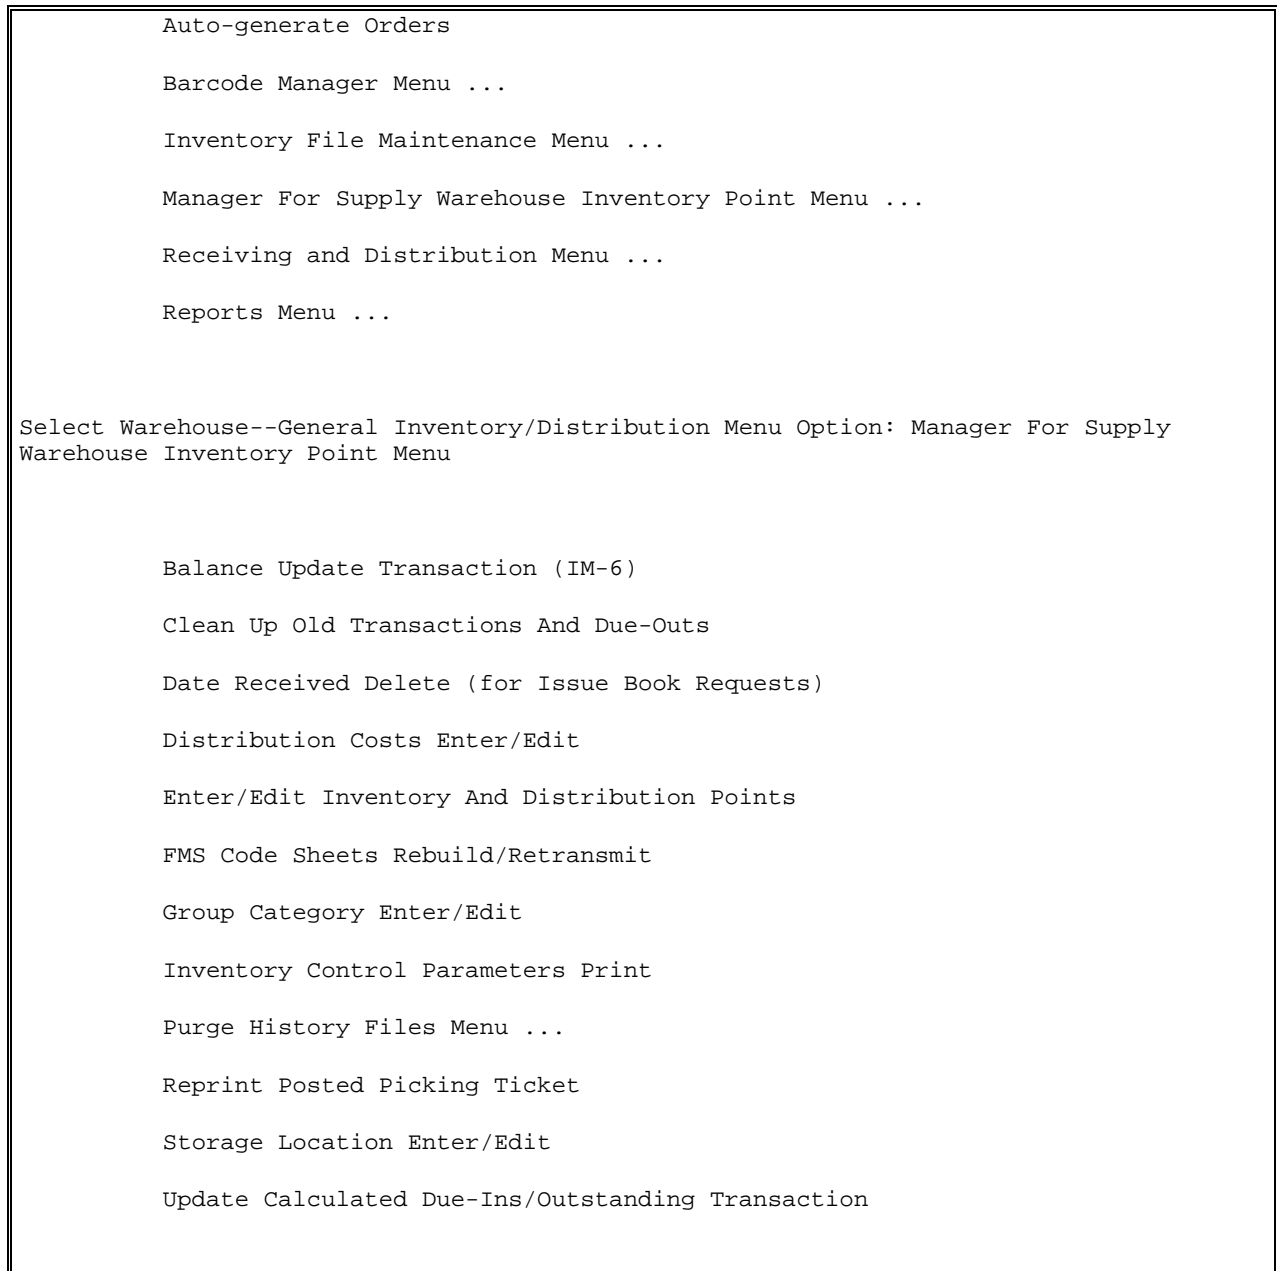 Auto-generate Orders
Barcode Manager Menu ...
Inventory File Maintenance Menu ...
Manager For Supply Warehouse Inventory Point Menu ...
Receiving and Distribution Menu ...
Reports Menu ...
Select Warehouse--General Inventory/Distribution Menu Option: Manager For Supply
Warehouse Inventory Point Menu
Balance Update Transaction (IM-6)
Clean Up Old Transactions And Due-Outs
Date Received Delete (for Issue Book Requests)
Distribution Costs Enter/Edit
Enter/Edit Inventory And Distribution Points
FMS Code Sheets Rebuild/Retransmit
Group Category Enter/Edit
Inventory Control Parameters Print
Purge History Files Menu ...
Reprint Posted Picking Ticket
Storage Location Enter/Edit
Update Calculated Due-Ins/Outstanding Transaction